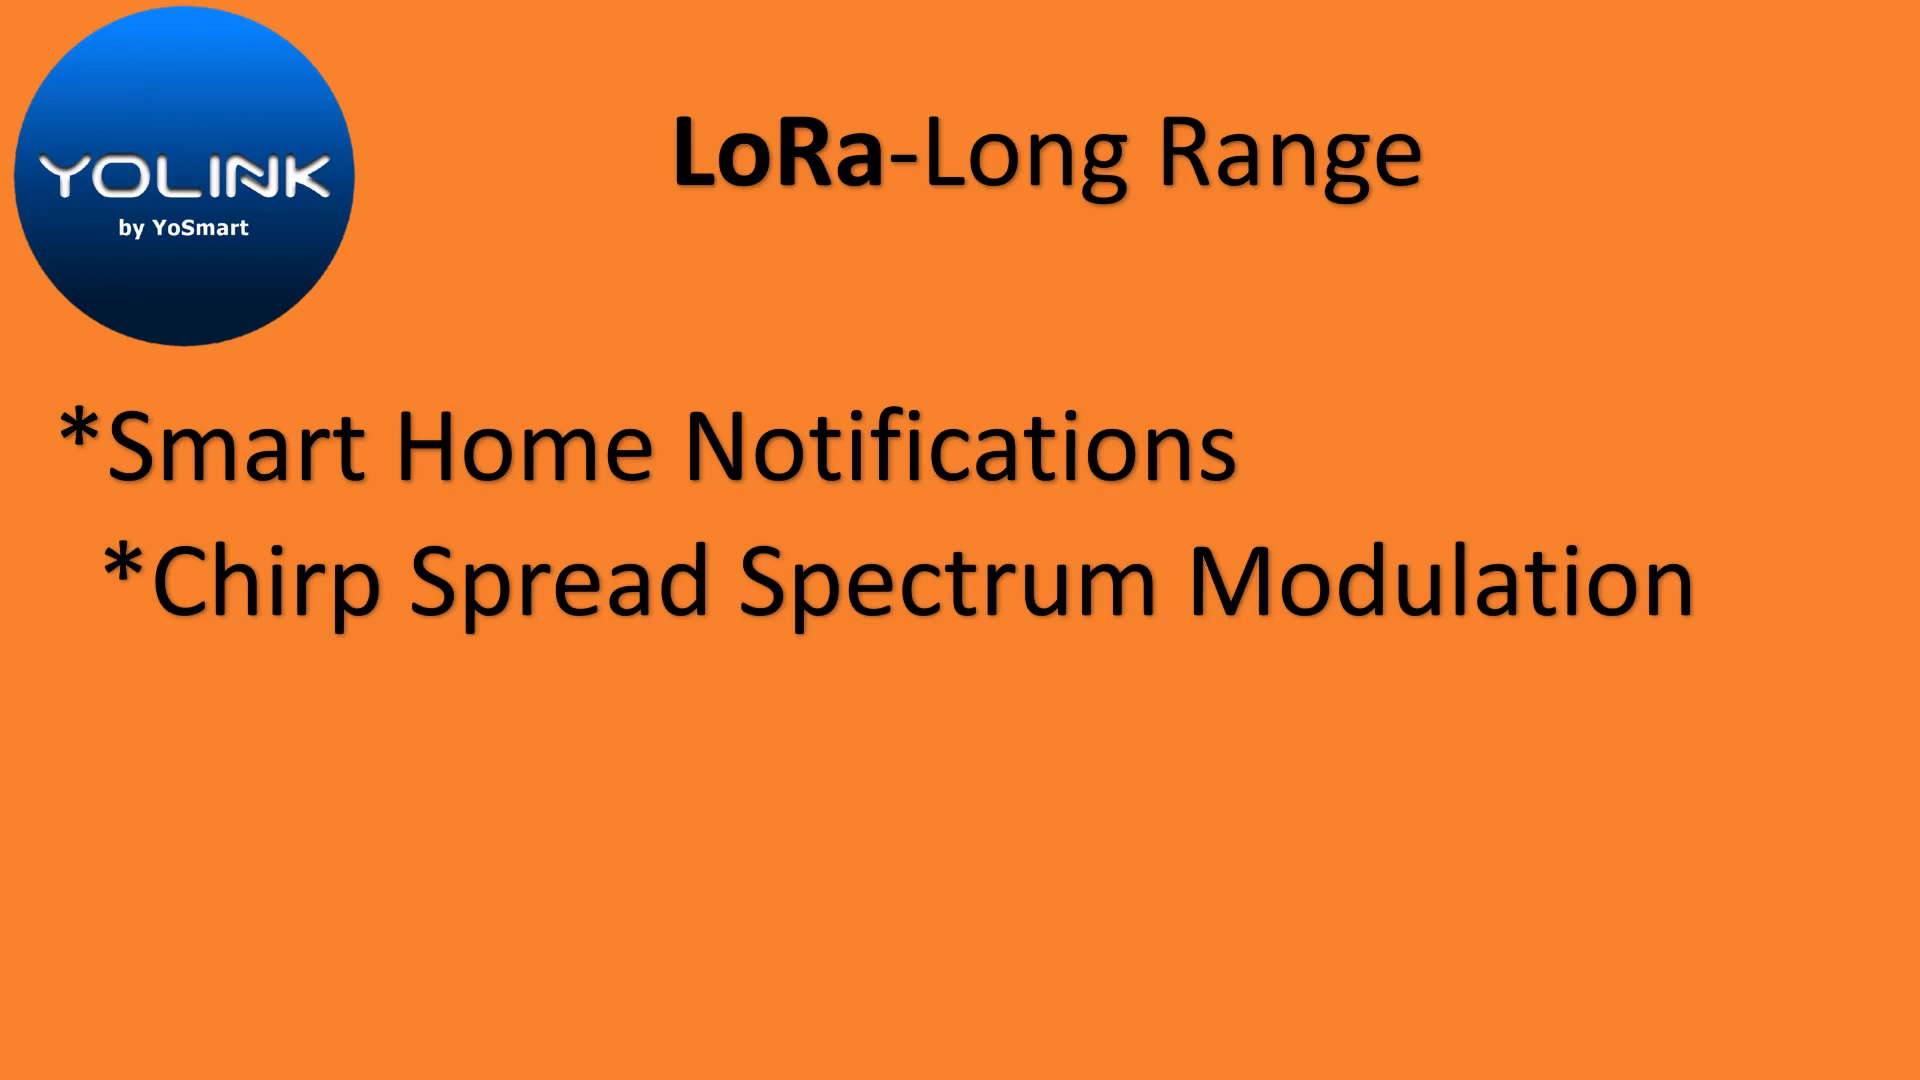 YOLINK
by YoSmart
LoRa-Long Range
*Smart Home Notifications
*Chirp Spread Spectrum Modulation